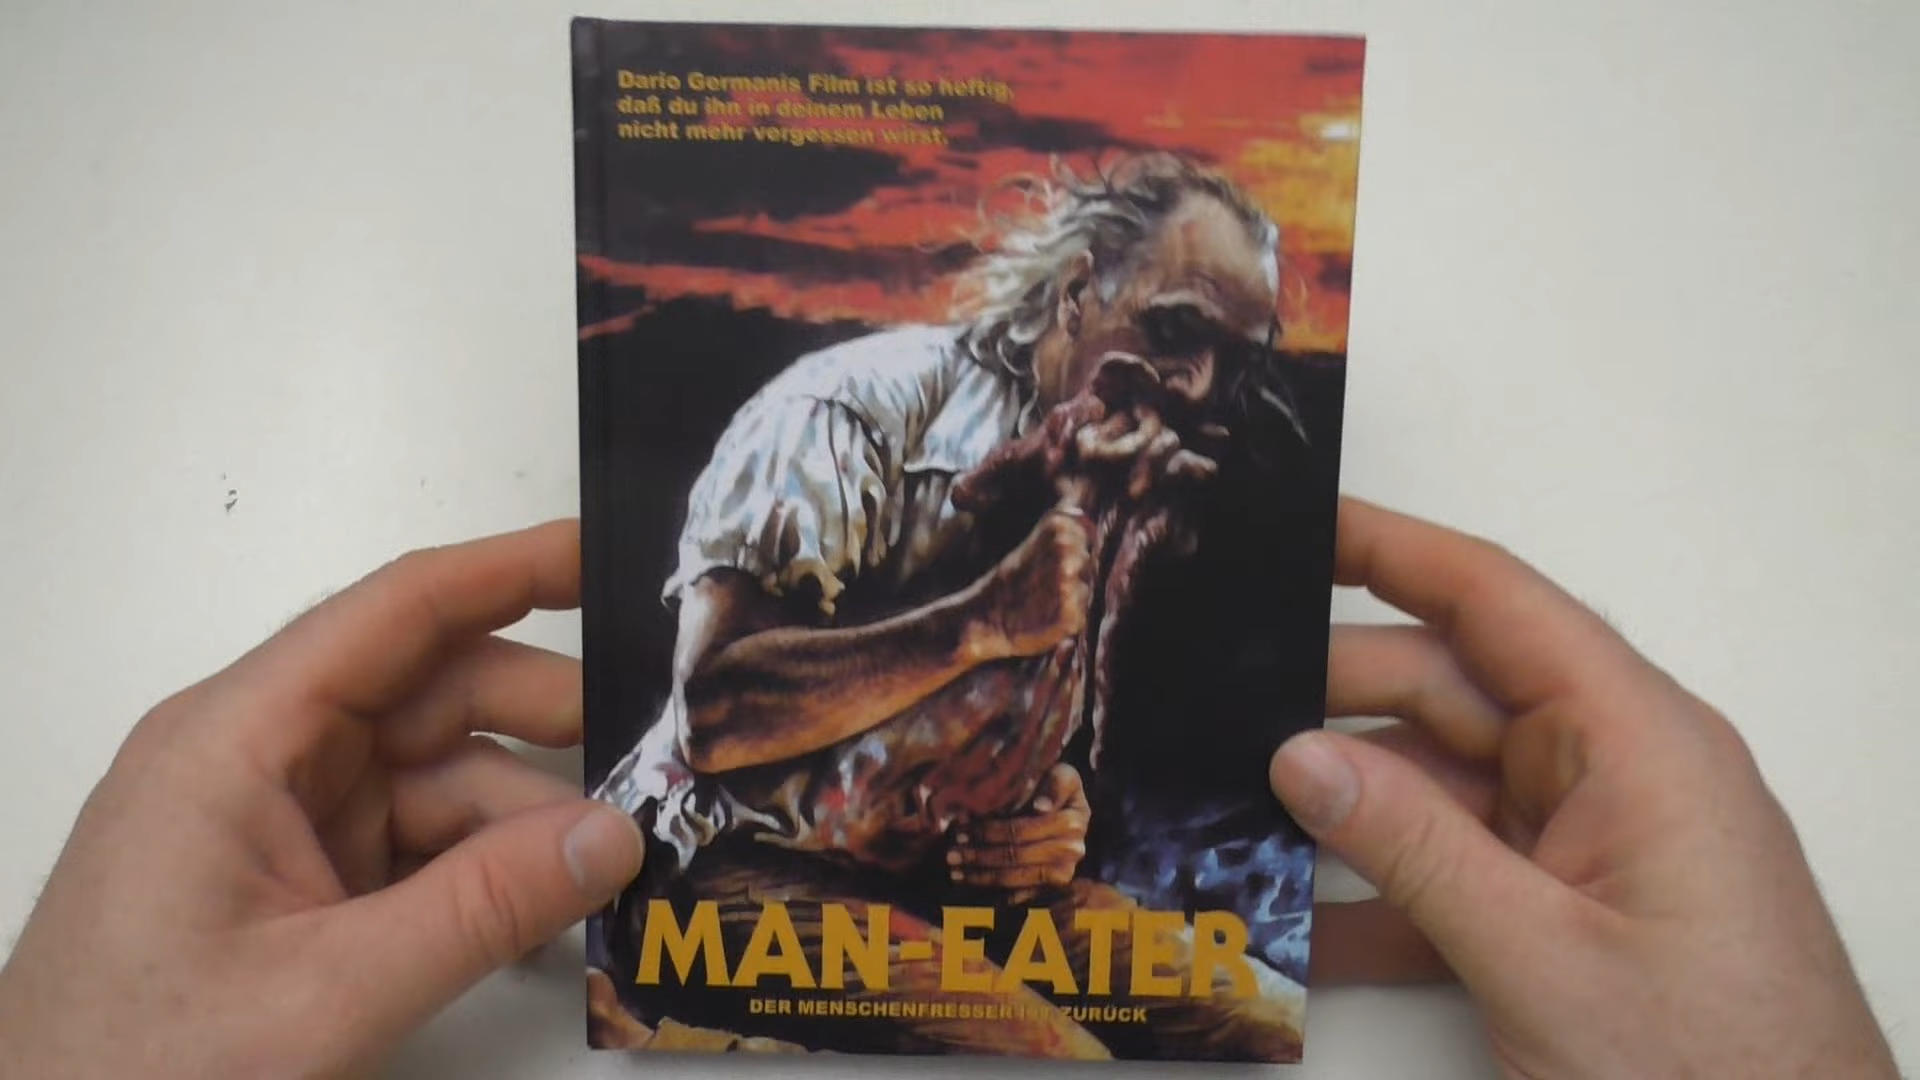 Dario Germanis Film ist so heftig,
daß du ihn in deinem Leben
nicht mehr vergessen wirst.
MAN-EATER
DER MENSCHENFRESSER IST ZURÜCK